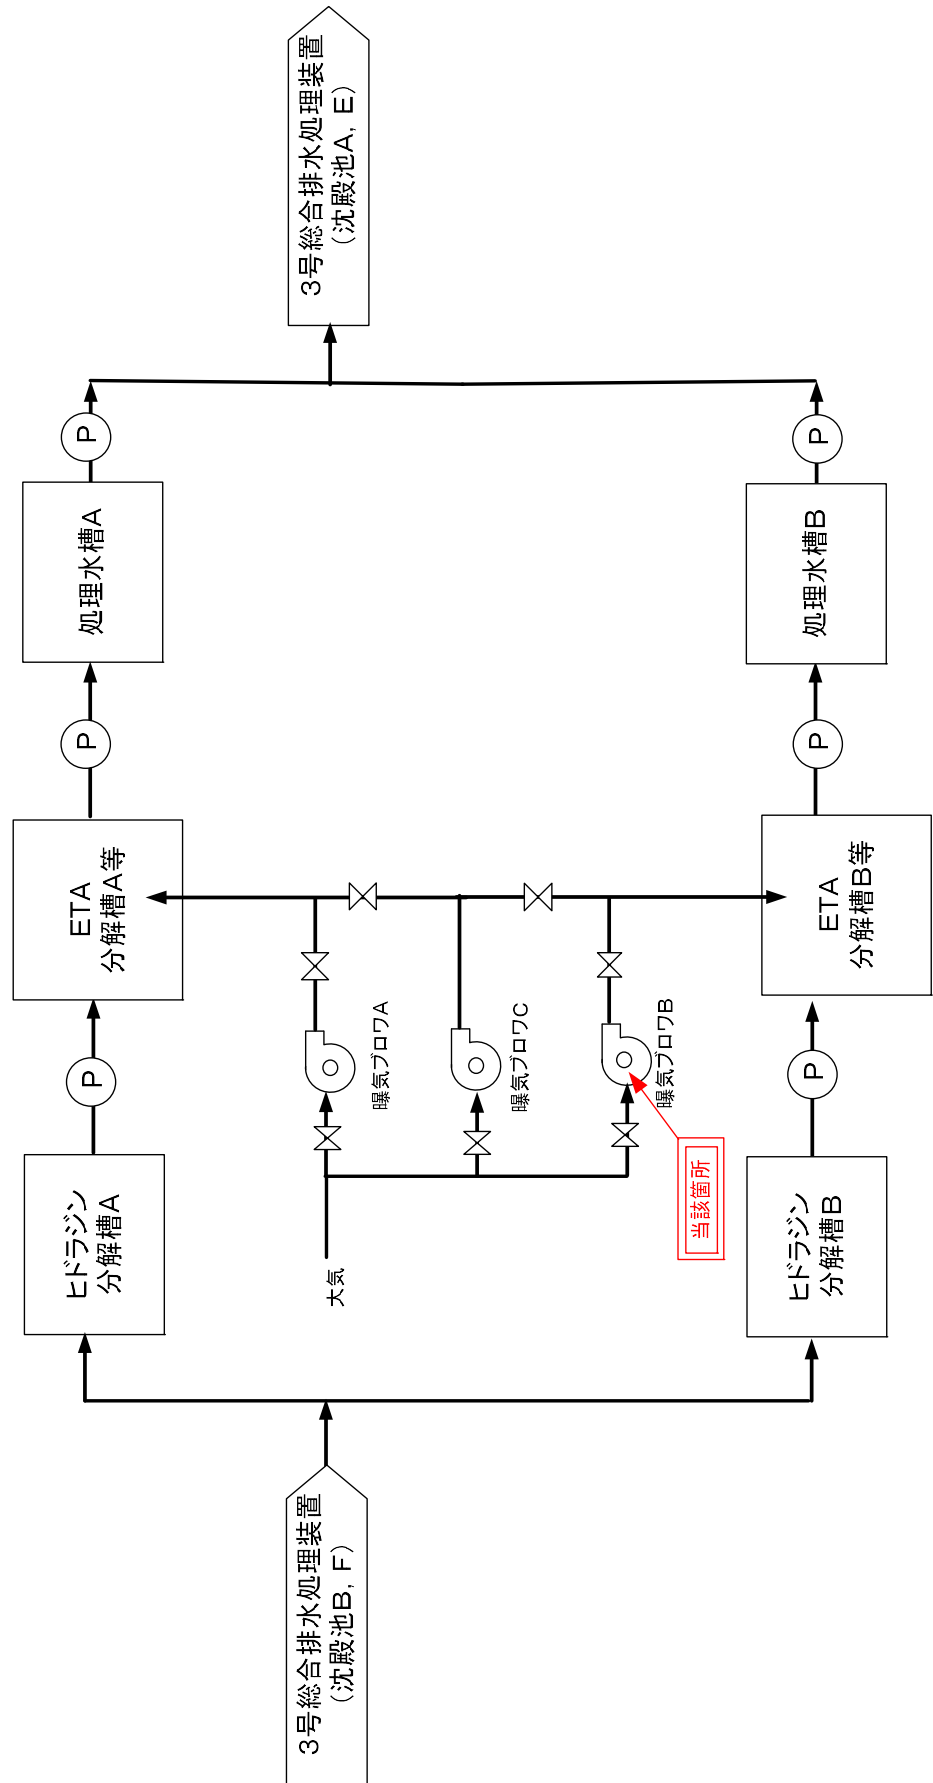 3号総合排水処理装置
（沈殿池B, F）
ヒドラジン
分解槽A
P
ETA
分解槽A等
P
処理水槽A
P
大気
曝気ブロワA
曝気ブロワC
曝気ブロワB
当該箇所
ヒドラジン
分解槽B
P
ETA
分解槽B等
P
処理水槽B
P
3号総合排水処理装置
（沈殿池A, E）